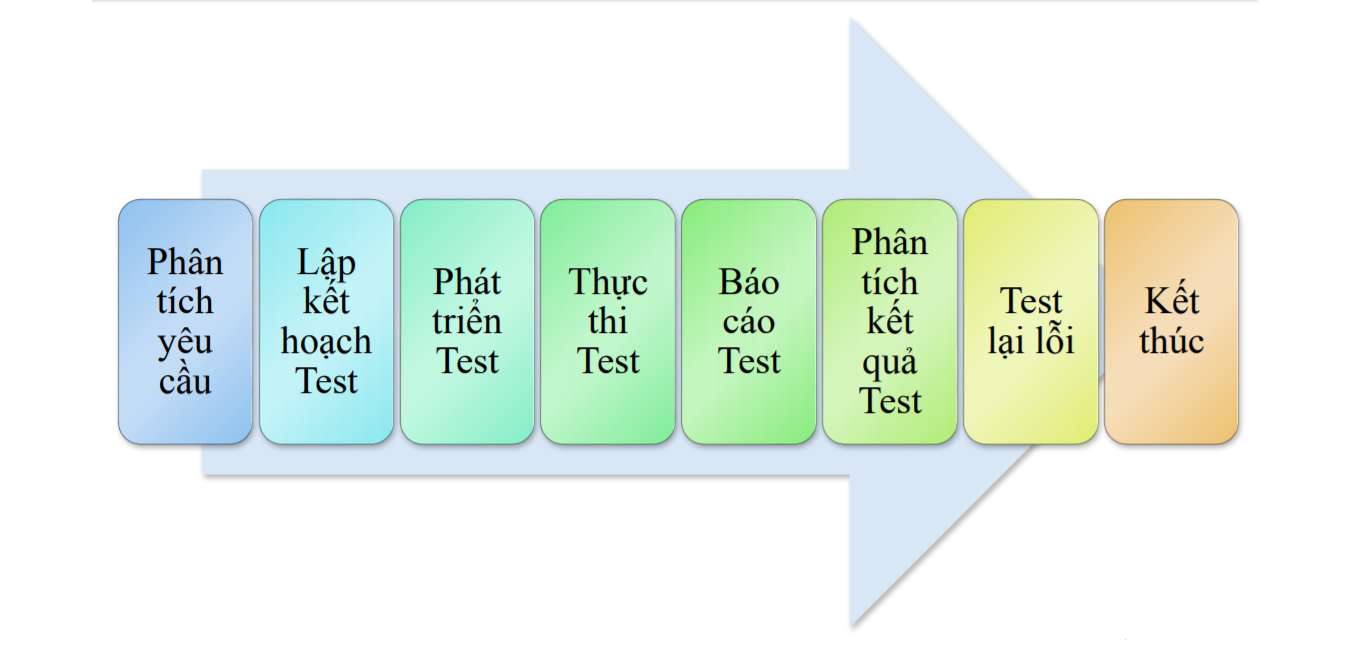 Phân
tích
yêu
cầu
Lập
kết
hoạch
Test
Phát
triển
Test
Thực
thi
Test
Báo
cáo
Test
Phân
tích
kết
quả
Test
Test
lại lỗi
Kết
thúc